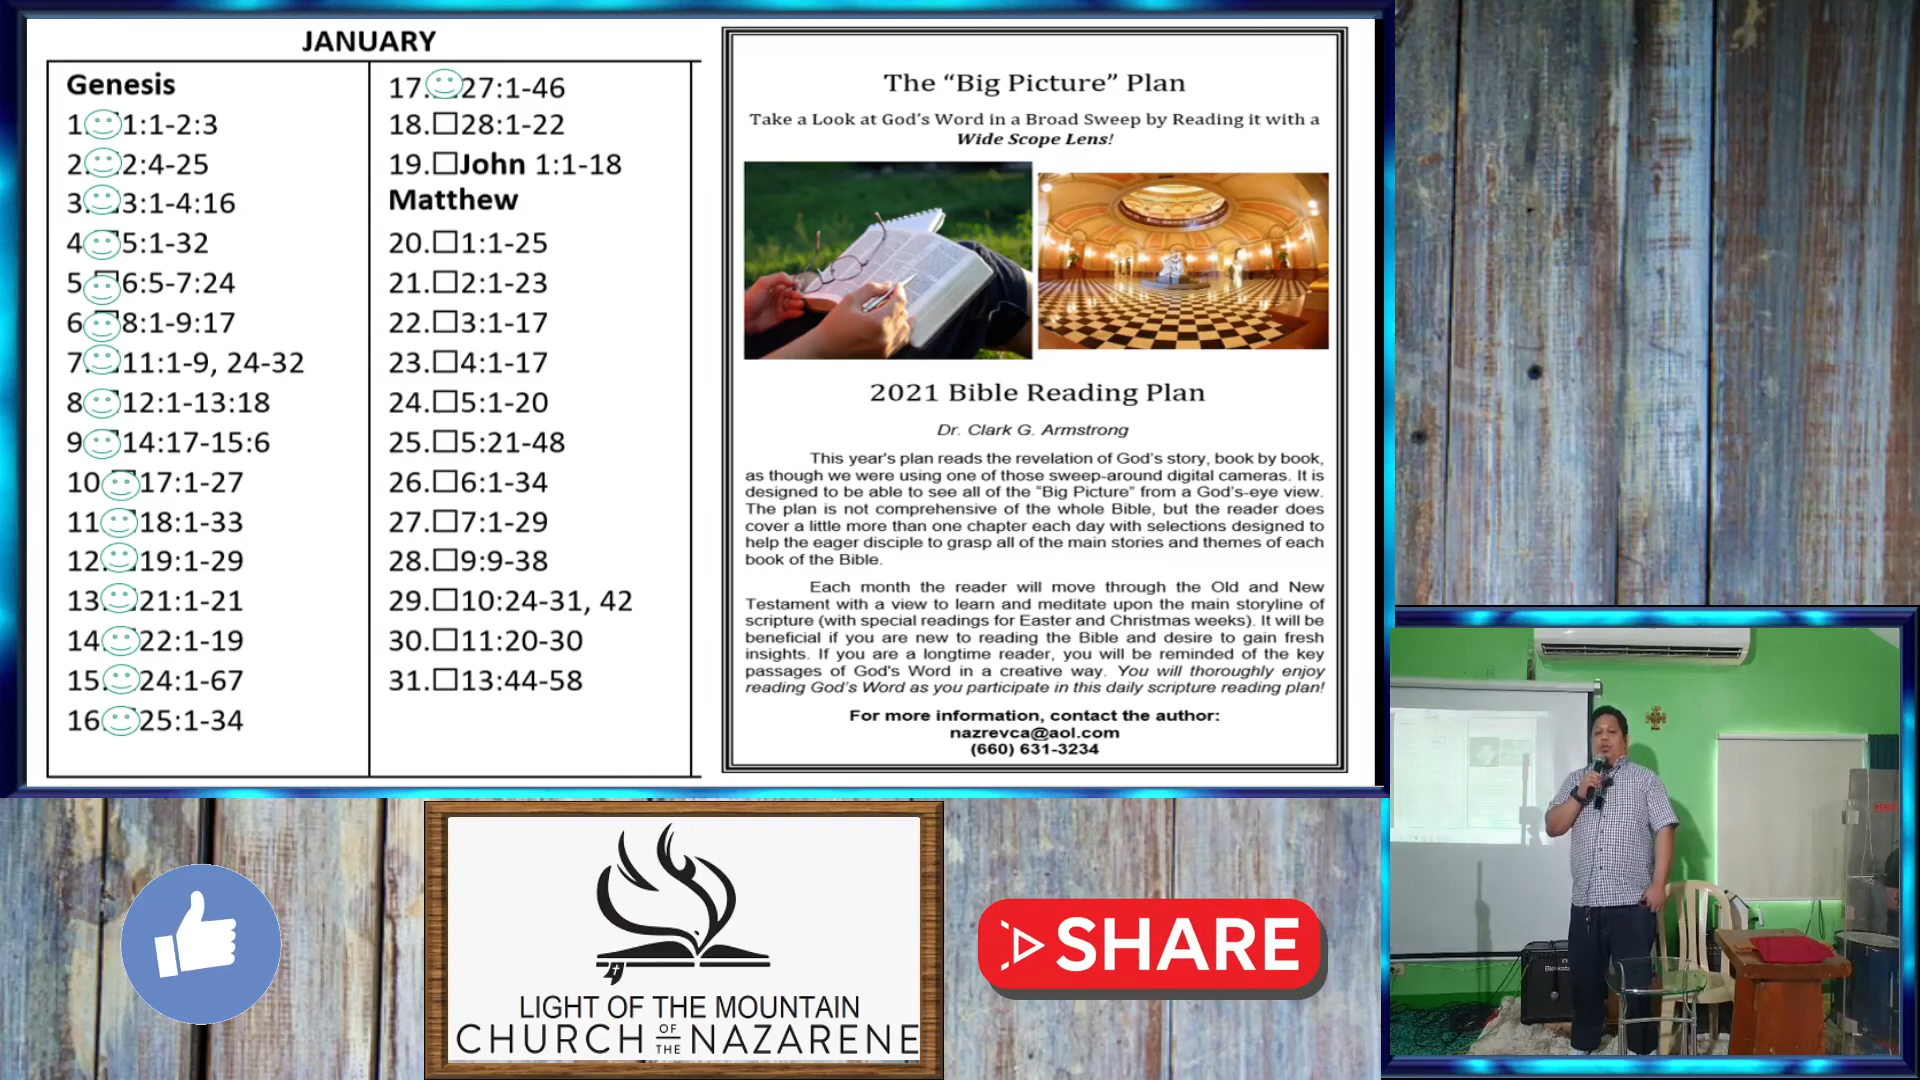 JANUARY
Genesis
1. 1:1-2:3
2. 2:4-25
3. 3:1-4:16
4 5:1-32
5 6:5-7:24
6 8:1-9:17
7. 11:1-9, 24-32
8 12:1-13:18
9 14:17-15:6
10 17:1-27
11 18:1-33
12. 19:1-29
13. 21:1-21
14. 22:1-19
15. 24:1-67
16. 25:1-34
17. 27:1-46
18. ☐28:1-22
19. ☐John 1:1-18
Matthew
20. ☐1:1-25
21. ☐2:1-23
22. ☐3:1-17
23. ☐4:1-17
24. ☐5:1-20
25. ☐5:21-48
26. ☐6:1-34
27. ☐7:1-29
28. ☐9:9-38
29. ☐10:24-31, 42
30. ☐11:20-30
31. ☐13:44-58
The “Big Picture” Plan
Take a Look at God’s Word in a Broad Sweep by Reading it with a
Wide Scope Lens!
2021 Bible Reading Plan
Dr. Clark G. Armstrong
This year's plan reads the revelation of God’s story, book by book,
as though we were using one of those sweep-around digital cameras. It is
designed to be able to see all of the “Big Picture” from a God’s-eye view.
The plan is not comprehensive of the whole Bible, but the reader does
cover a little more than one chapter each day with selections designed to
help the eager disciple to grasp all of the main stories and themes of each
book of the Bible.
Each month the reader will move through the Old and New
Testament with a view to learn and meditate upon the main storyline of
scripture (with special readings for Easter and Christmas weeks). It will be
beneficial if you are new to reading the Bible and desire to gain fresh
insights. If you are a longtime reader, you will be reminded of the key
passages of God's Word in a creative way. You will thoroughly enjoy
reading God’s Word as you participate in this daily scripture reading plan!
For more information, contact the author:
nazrevca@aol.com
(660) 631-3234
LIGHT OF THE MOUNTAIN
CHURCH OF THE NAZARENE
SHARE